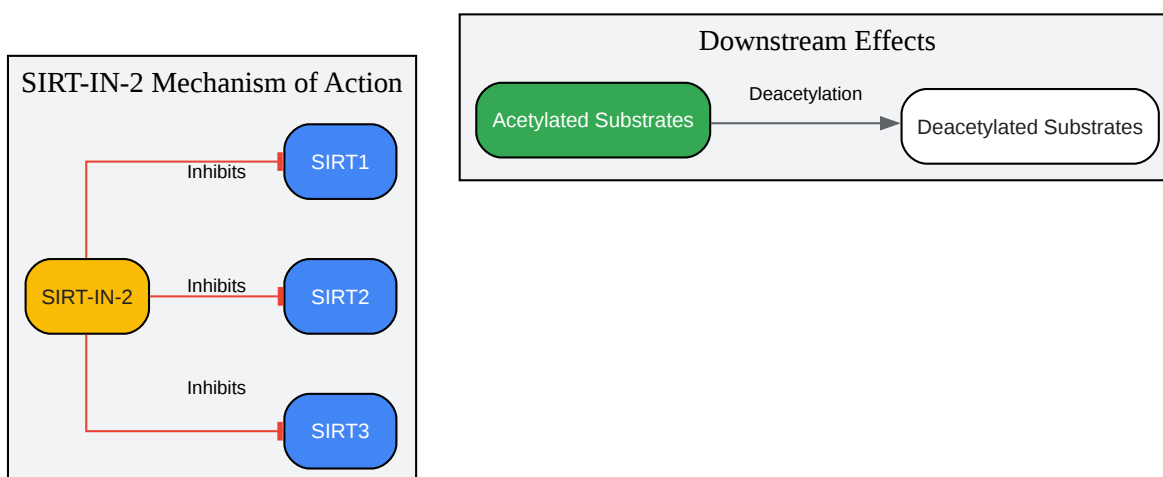 SIRT-IN-2 Mechanism of Action
SIRT1
Inhibits
SIRT-IN-2
Inhibits
SIRT2
Inhibits
SIRT3
Downstream Effects
Acetylated Substrates
Deacetylation
Deacetylated Substrates